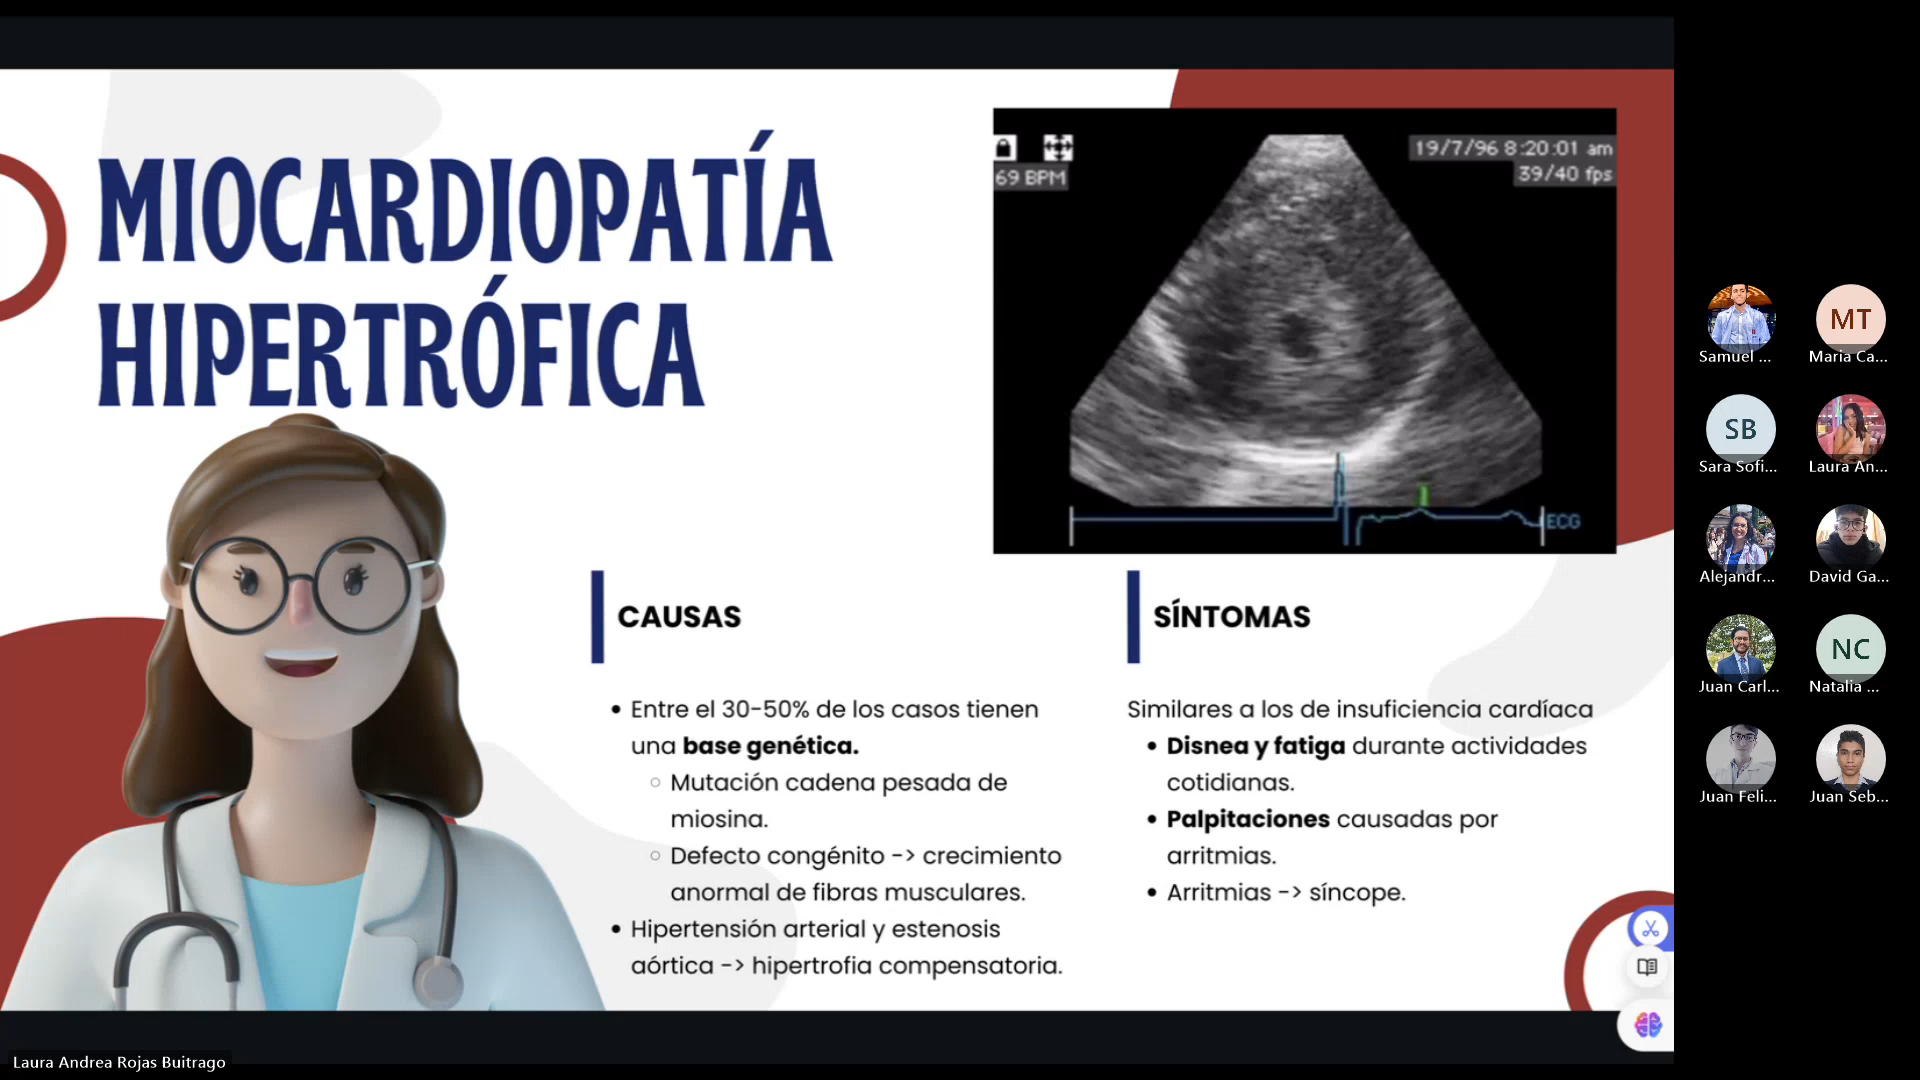 MIOCARDIOPATÍA
HIPERTRÓFICA
19/7/96 8:20:01 am
39/40 fps
69 BPM
ECG
CAUSAS
• Entre el 30-50% de los casos tienen
una base genética.
○ Mutación cadena pesada de
miosina.
○ Defecto congénito -> crecimiento
anormal de fibras musculares.
• Hipertensión arterial y estenosis
aórtica -> hipertrofia compensatoria.
SÍNTOMAS
Similares a los de insuficiencia cardíaca
• Disnea y fatiga durante actividades
cotidianas.
• Palpitaciones causadas por
arritmias.
• Arritmias -> síncope.
Samuel ...
MT
Maria Ca...
SB
Sara Sofi...
Laura An...
Alejandr...
David Ga...
Juan Carl...
NC
Natalia ...
Juan Feli...
Juan Seb...
Laura Andrea Rojas Buitrago